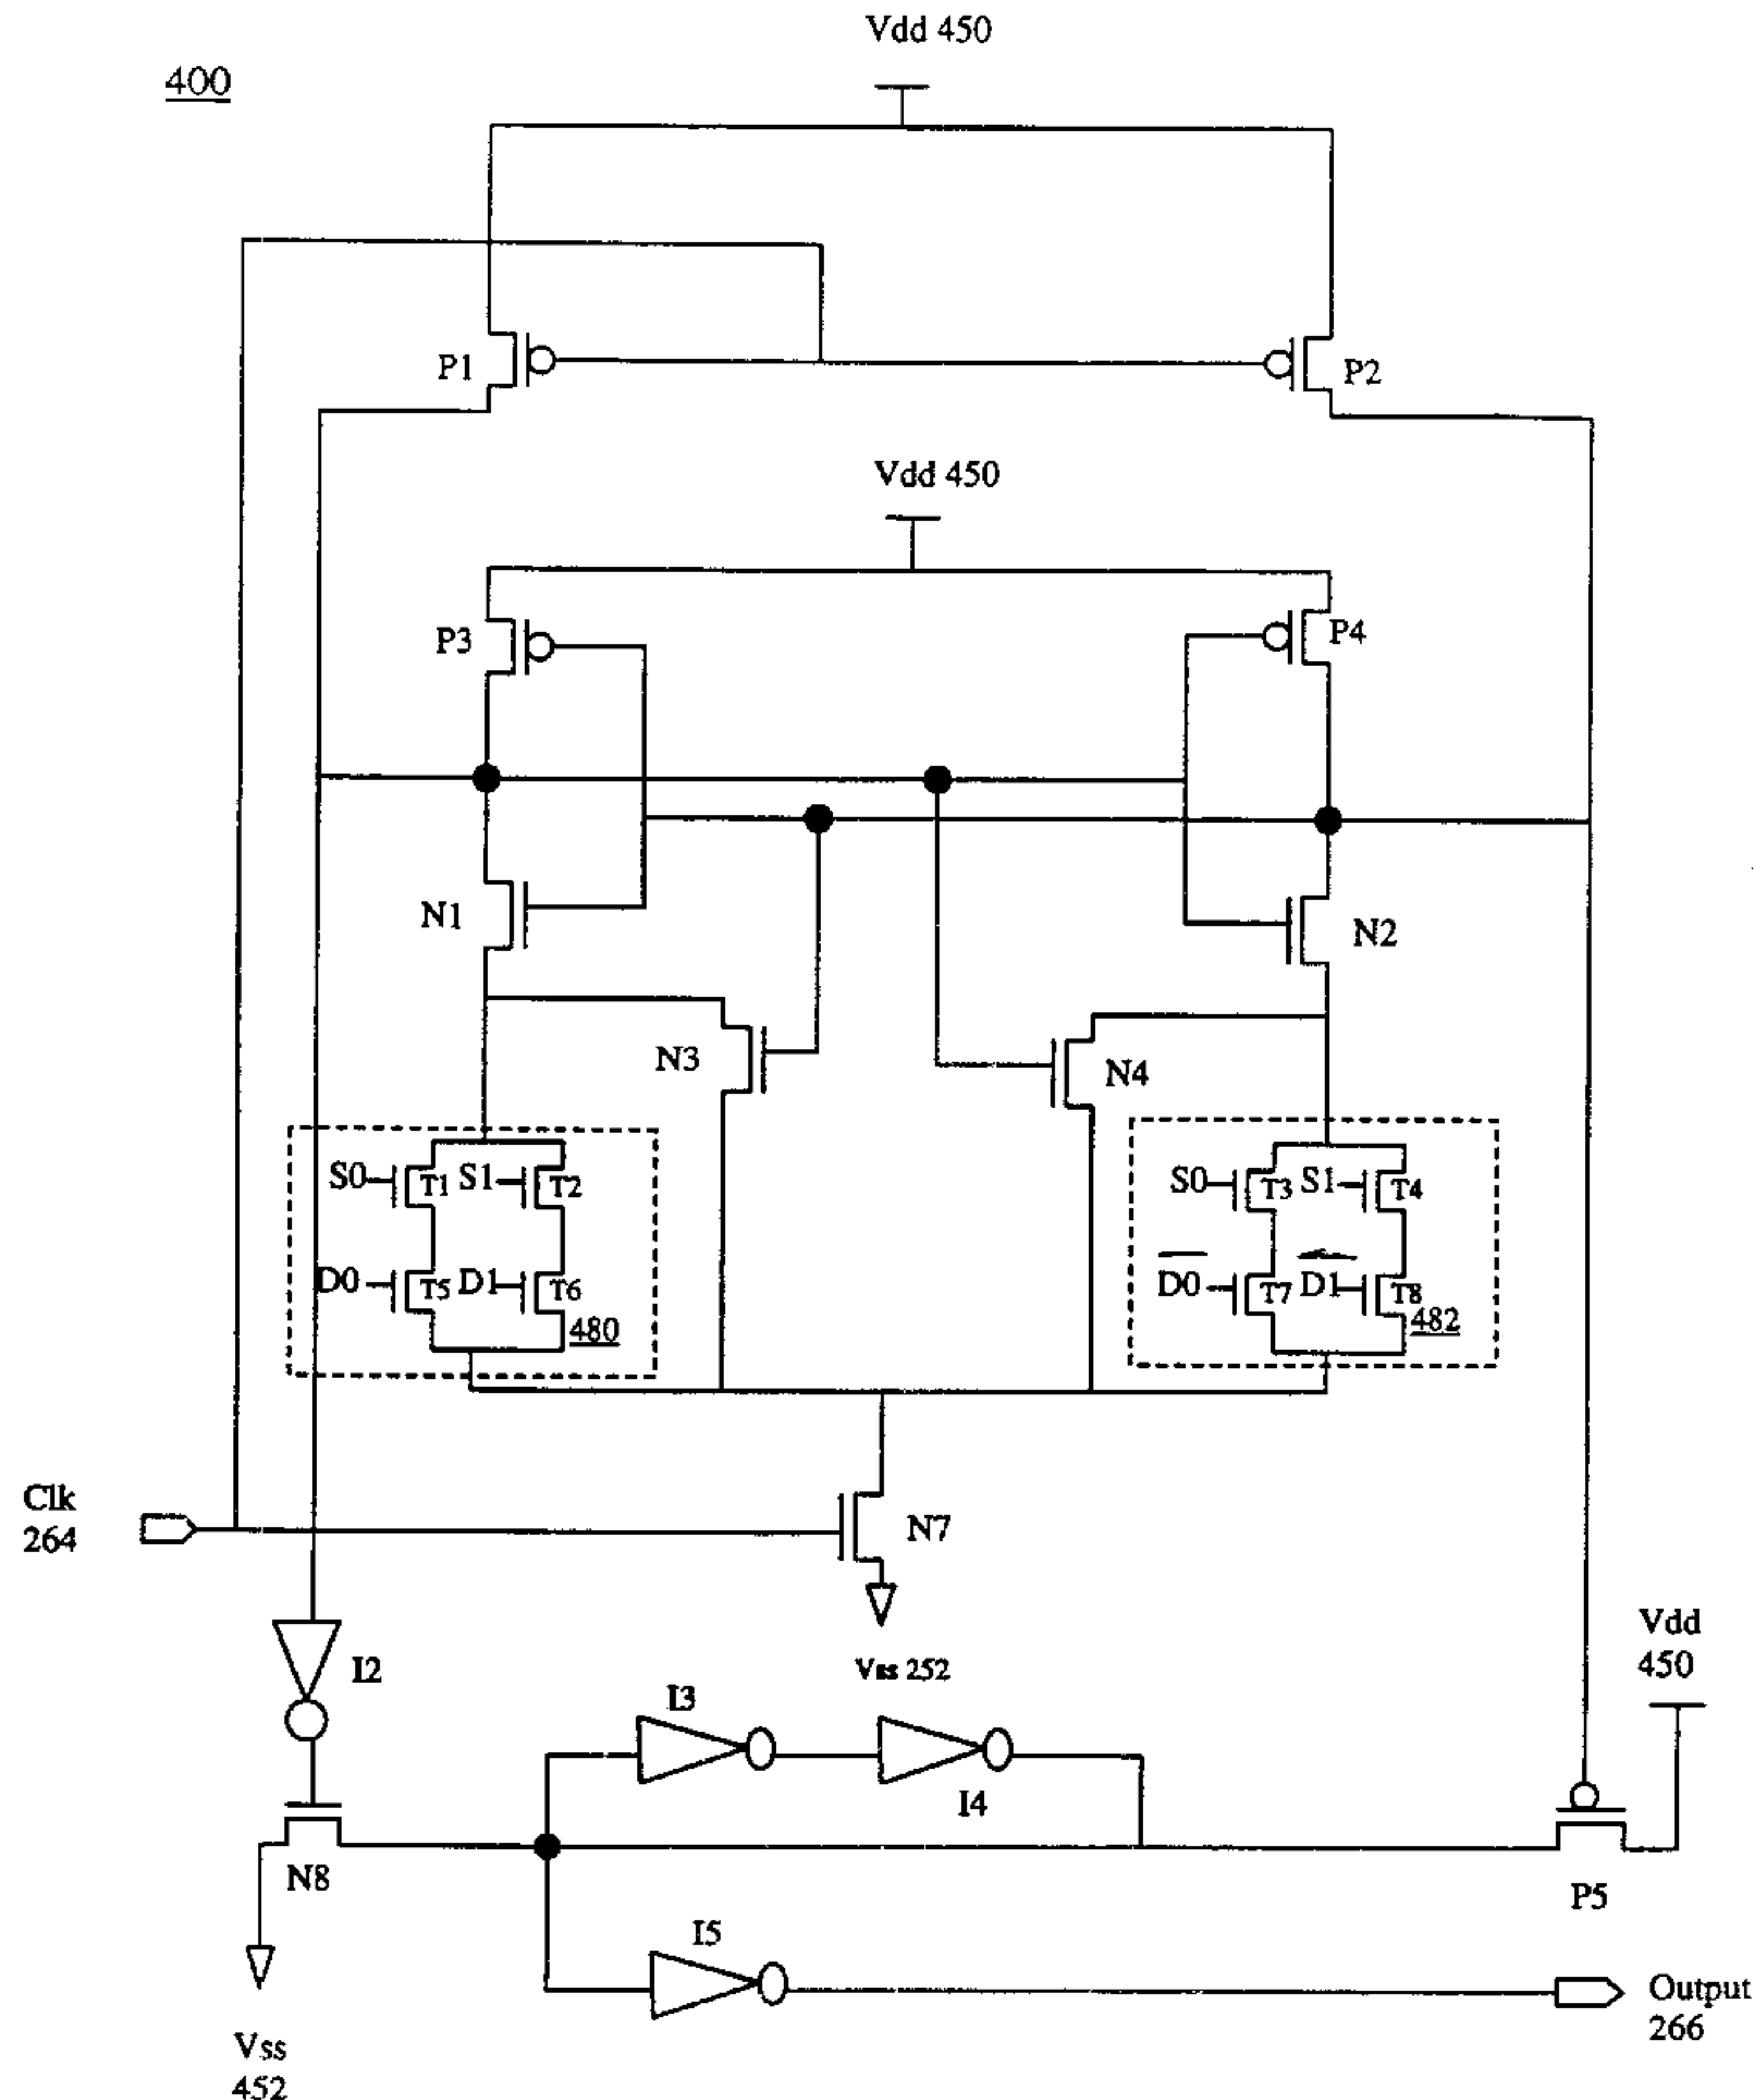 Vdd 450
400
P1
P2
Vdd 450
P3
P4
N1
N2
N3
N4
S0
T1
S1
T2
S0
T3
S1
T4
D0
T5
D1
T6
D0
T7
D1
T8
480
482
Clk
264
N7
Vss 252
I2
Vdd
450
I3
I4
N8
P5
I5
Output
266
Vss
452